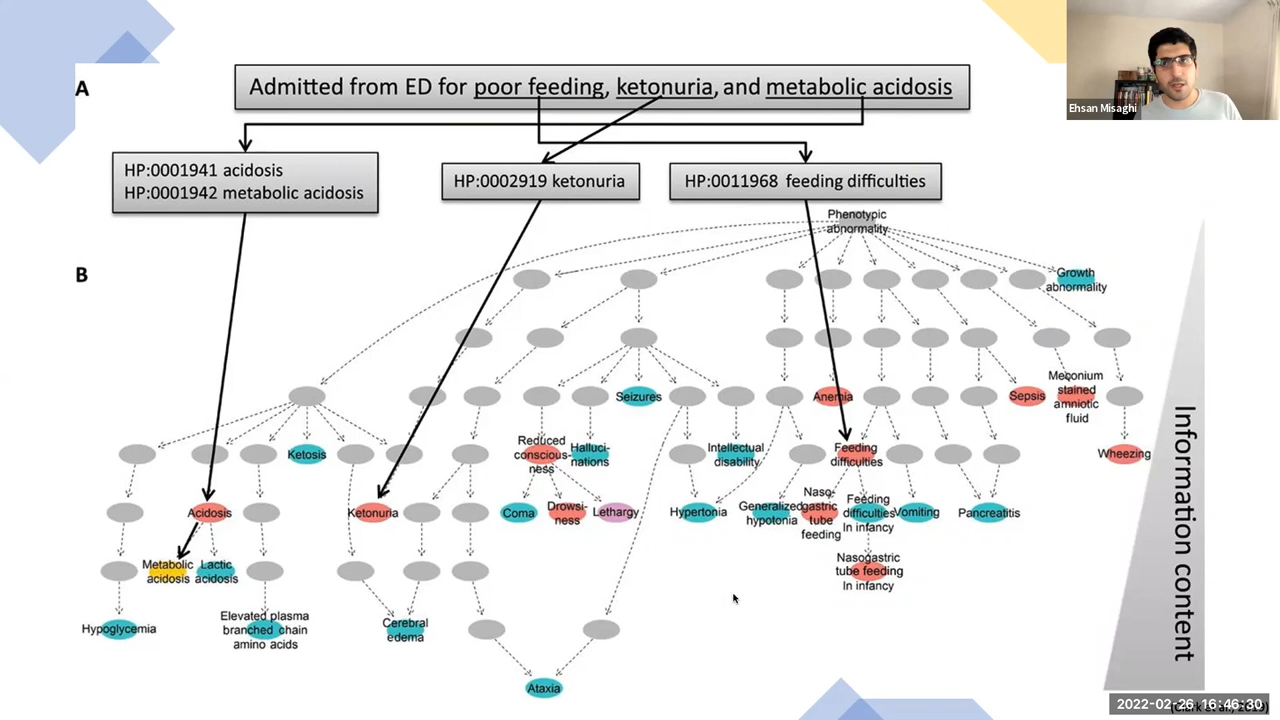 A
Admitted from ED for poor feeding, ketonuria, and metabolic acidosis
Ehsan Misaghi
HP:0001941 acidosis
HP:0001942 metabolic acidosis
HP:0002919 ketonuria
HP:0011968 feeding difficulties
B
Phenotypic
abnormality
Growth
abnormality
Seizures
Anemia
Sepsis
Meconium
stained
amniotic
fluid
Ketosis
Reduced
conscious-
ness
Halluci-
nations
Intellectual
disability
Feeding
difficulties
Wheezing
Acidosis
Ketonuria
Coma
Drowsi-
ness
Lethargy
Hypertonia
Generalized
hypotonia
Naso-
gastric
tube
feeding
Feeding
difficulties
In infancy
Vomiting
Pancreatitis
Metabolic
acidosis
Lactic
acidosis
Nasogastric
tube feeding
In infancy
Hypoglycemia
Elevated plasma
branched chain
amino acids
Cerebral
edema
Ataxia
Information content
2022-02-26 16:46:30